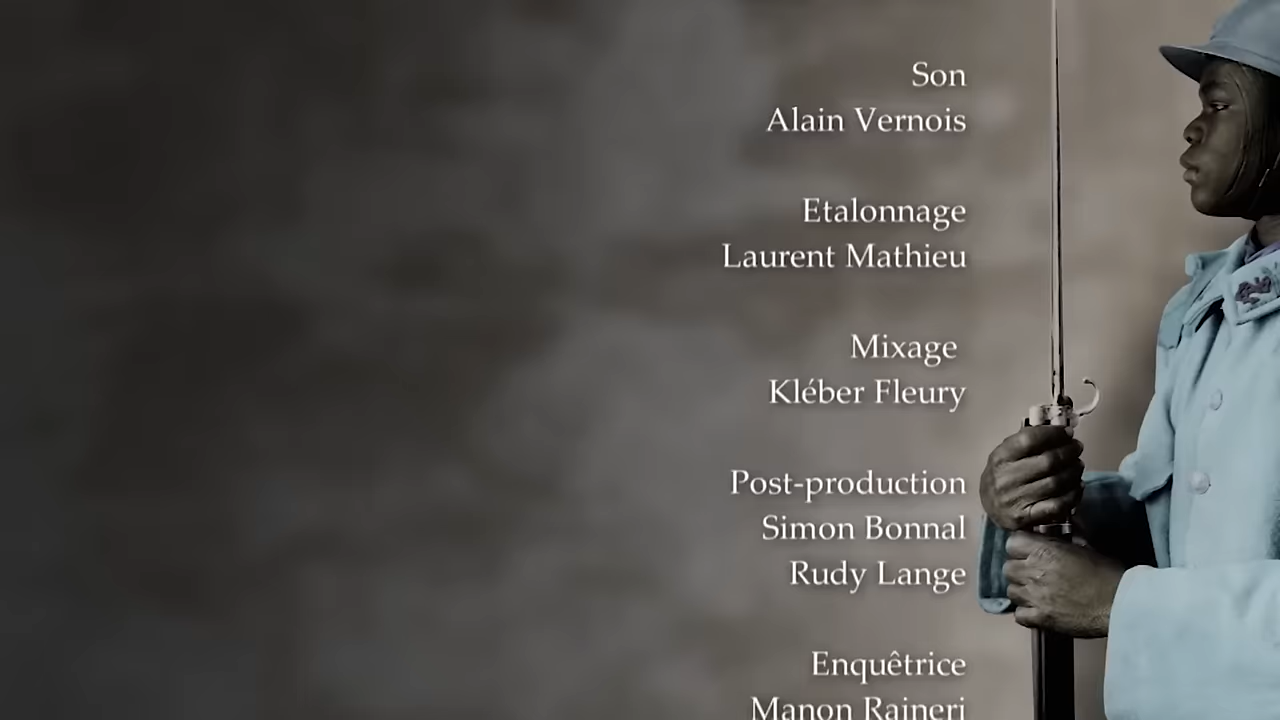 Son
Alain Vernois
Etalonnage
Laurent Mathieu
Mixage
Kléber Fleury
Post-production
Simon Bonnal
Rudy Lange
Enquêtrice
Manon Raineri